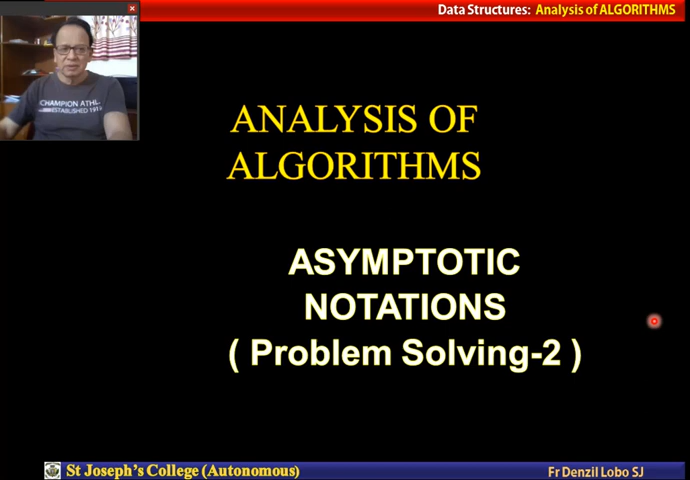 Data Structures: Analysis of ALGORITHMS
CHAMPION ATHL
ESTABLISHED 191
ANALYSIS OF
ALGORITHMS
ASYMPTOTIC
NOTATIONS
( Problem Solving-2 )
St Joseph's College (Autonomous)
Fr Denzil Lobo SJ